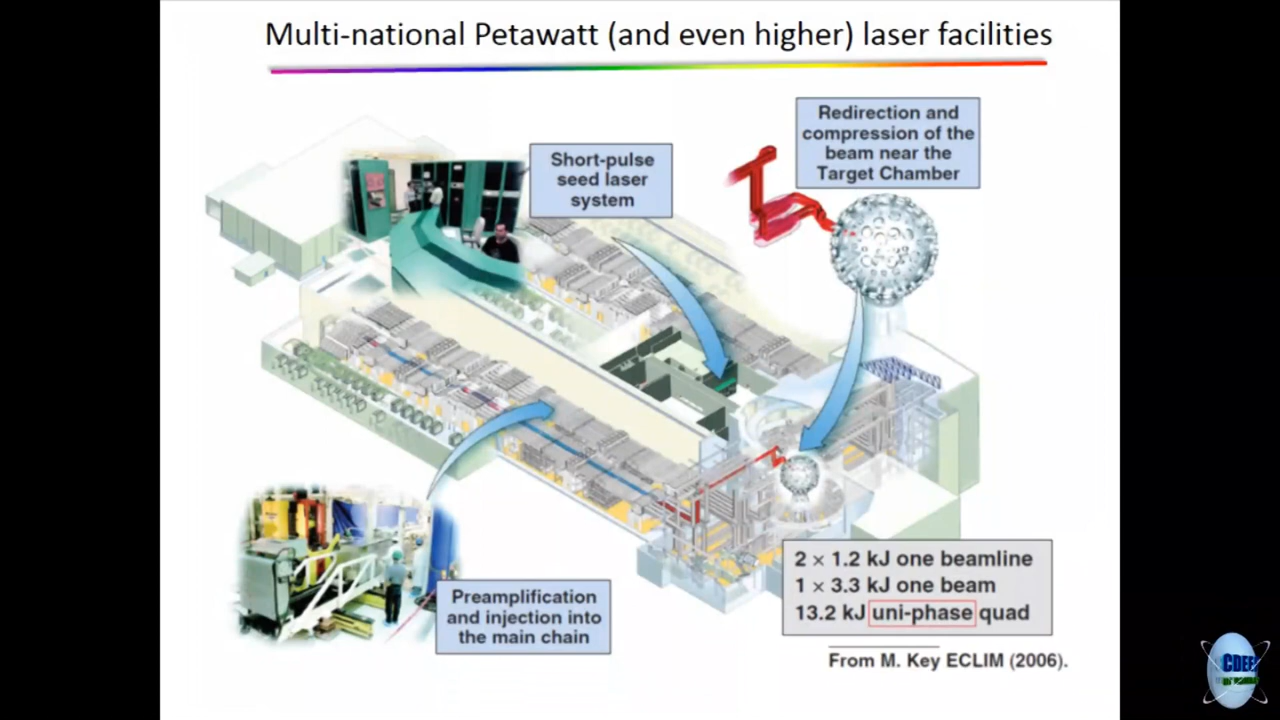 Multi-national Petawatt (and even higher) laser facilities
Redirection and
compression of the
beam near the
Target Chamber
Short-pulse
seed laser
system
2 × 1.2 kJ one beamline
1 × 3.3 kJ one beam
13.2 kJ uni-phase quad
Preamplification
and injection into
the main chain
From M. Key ECLIM (2006).